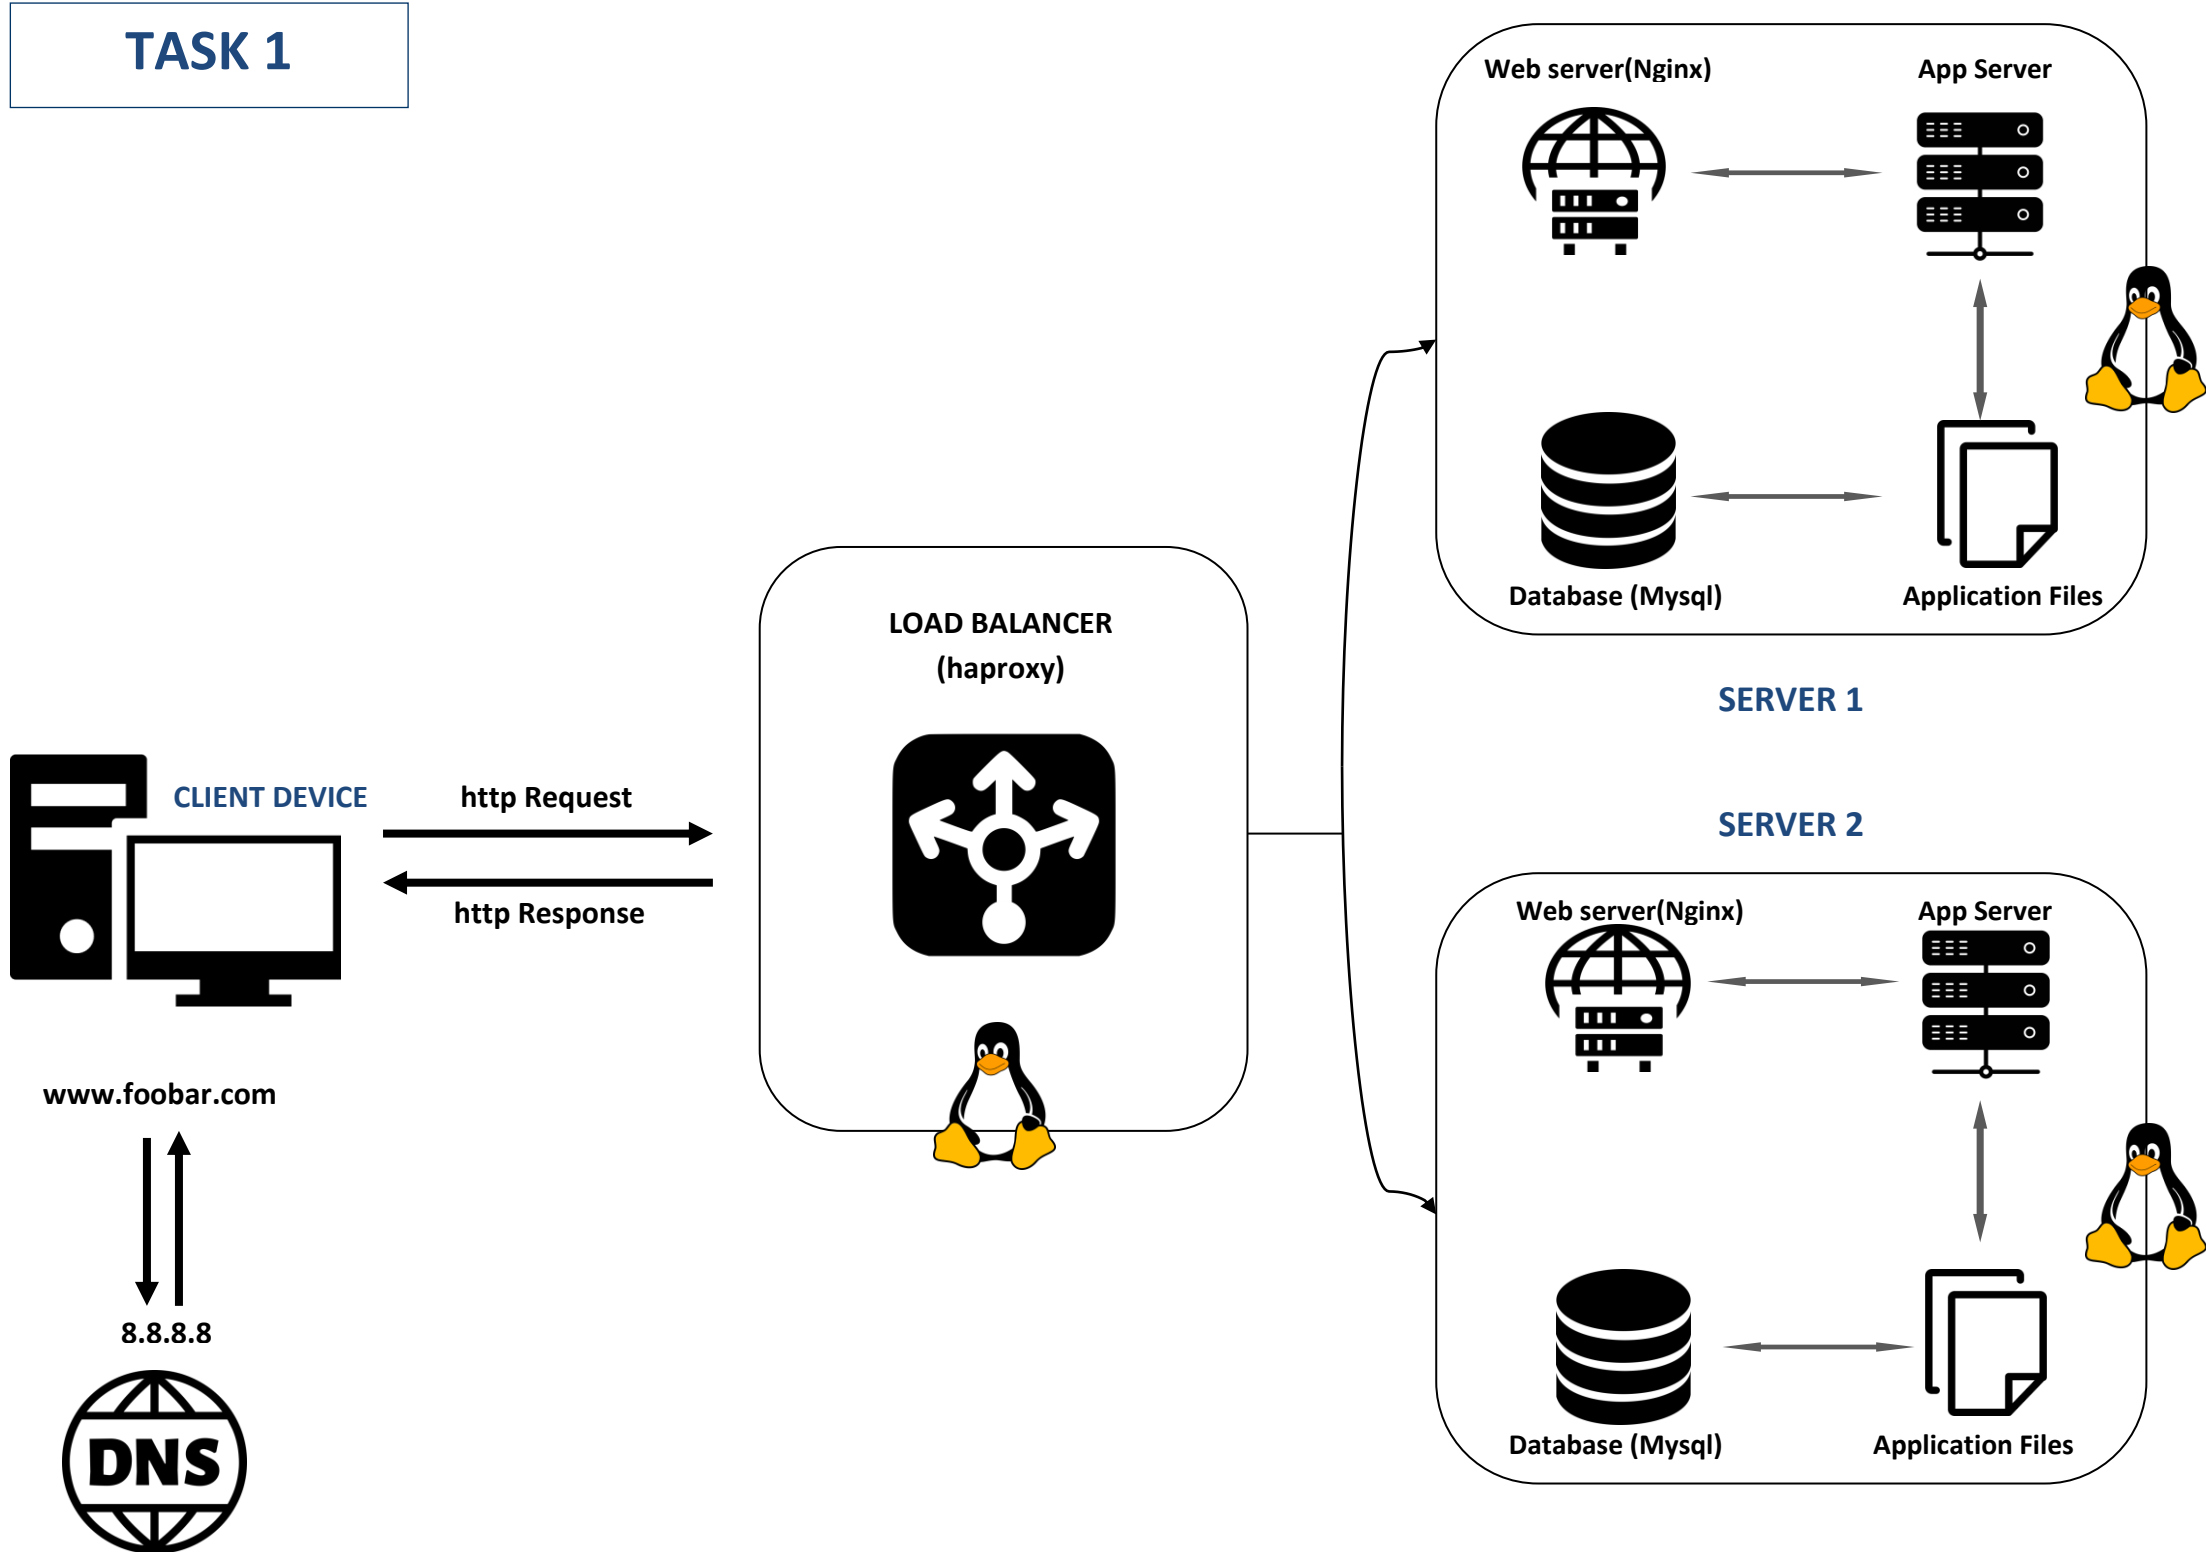 TASK 1
Web server(Nginx)
App Server
Database (Mysql)
Application Files
SERVER 1
LOAD BALANCER
(haproxy)
CLIENT DEVICE
http Request
http Response
www.foobar.com
8.8.8.8
DNS
SERVER 2
Web server(Nginx)
App Server
Database (Mysql)
Application Files